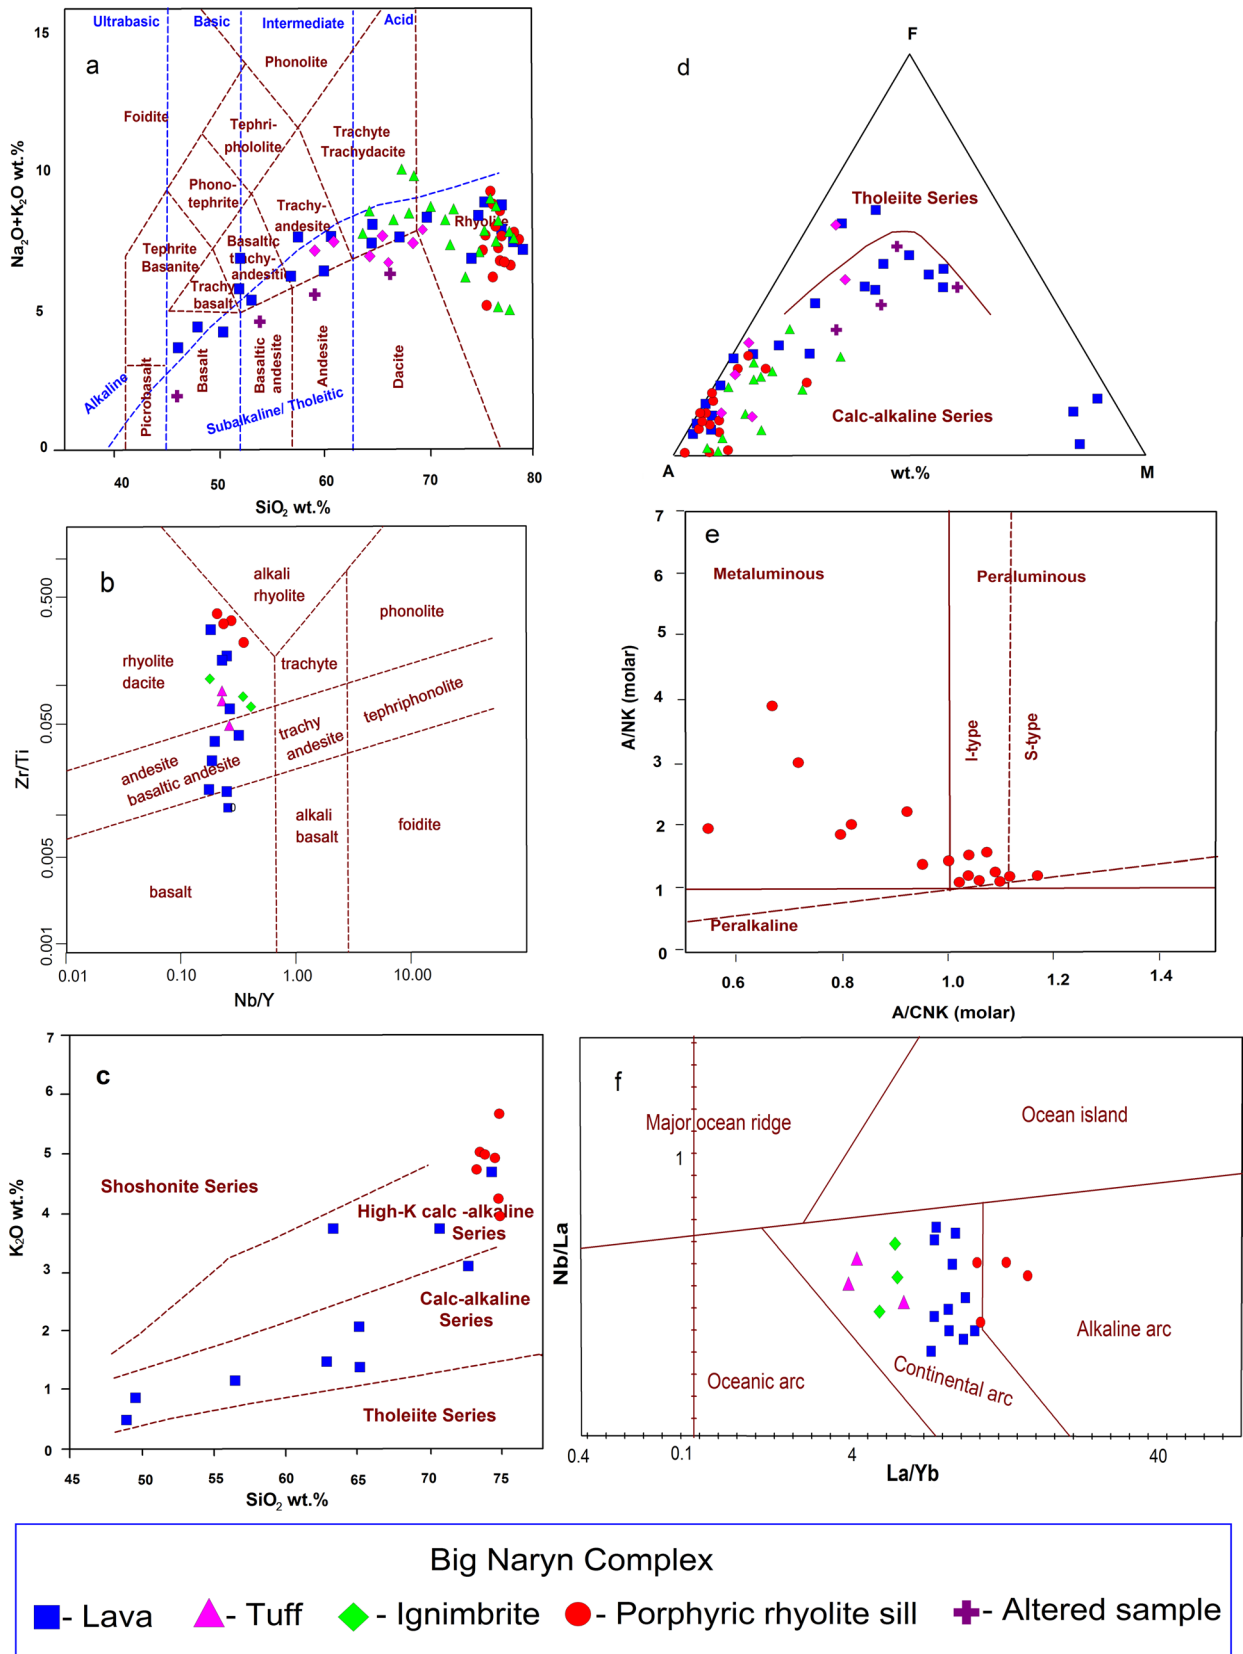 a
Ultrabasic
Basic
Intermediate
Acid
Phonolite
Foidite
Tephri-
phololite
Trachyte
Trachydacite
Phono-
tephrite
Trachy-
andesite
Rhyolite
Tephrite
Basanite
Basaltic
trachy-
andesitic
Trachy
basalt
Alkaline
Picrobasalt
Basalt
Basaltic
andesite
Andesite
Dacite
Subalkaline/ Tholeitic
15
10
5
0
40
50
60
70
80
Na₂O+K₂O wt.%
SiO₂ wt.%
d
F
Tholeiite Series
Calc-alkaline Series
A
wt.%
M
b
alkali
rhyolite
phonolite
rhyolite
dacite
trachyte
tephriphonolite
trachy
andesite
andesite
basaltic andesite
alkali
basalt
foidite
basalt
0.500
0.050
0.005
0.001
0.01
0.10
1.00
10.00
Zr/Ti
Nb/Y
e
Metaluminous
Peraluminous
I-type
S-type
Peralkaline
7
6
5
4
3
2
1
0
0.6
0.8
1.0
1.2
1.4
A/NK (molar)
A/CNK (molar)
c
Shoshonite Series
High-K calc -alkaline
Series
Calc-alkaline
Series
Tholeiite Series
7
6
5
4
3
2
1
0
45
50
55
60
65
70
75
K₂O wt.%
SiO₂ wt.%
f
Major ocean ridge
Ocean island
1
Alkaline arc
Continental arc
Oceanic arc
0.4
0.1
4
40
Nb/La
La/Yb
Big Naryn Complex
- Lava
- Tuff
- Ignimbrite
- Porphyric rhyolite sill
- Altered sample